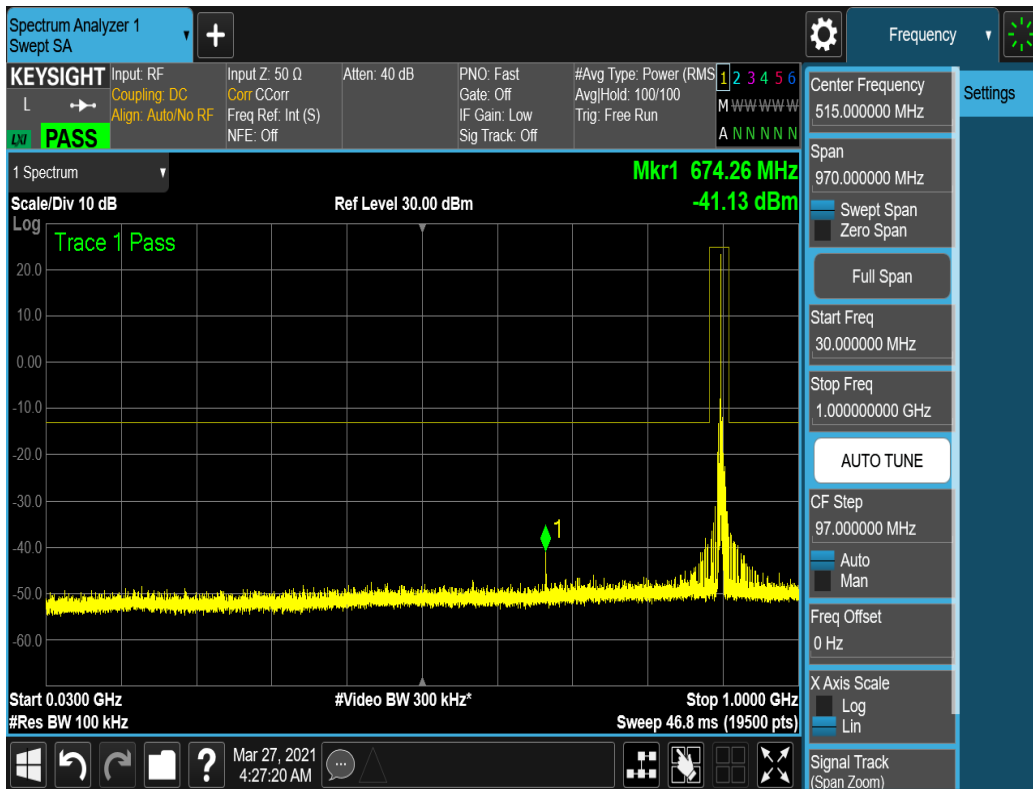 Spectrum Analyzer 1
Swept SA
+
Frequency
KEYSIGHT
L
LXI PASS
Input: RF
Coupling: DC
Align: Auto/No RF
Input Z: 50 Ω
Corr CCorr
Freq Ref: Int (S)
NFE: Off
Atten: 40 dB
PNO: Fast
Gate: Off
IF Gain: Low
Sig Track: Off
#Avg Type: Power (RMS
Avg|Hold: 100/100
Trig: Free Run
1 2 3 4 5 6
M W W W W W
A N N N N N
1 Spectrum
Mkr1 674.26 MHz
-41.13 dBm
Scale/Div 10 dB
Ref Level 30.00 dBm
Log
Trace 1 Pass
20.0
10.0
0.00
-10.0
-20.0
-30.0
-40.0
-50.0
-60.0
1
Start 0.0300 GHz
#Video BW 300 kHz*
Stop 1.0000 GHz
#Res BW 100 kHz
Sweep 46.8 ms (19500 pts)
?
Mar 27, 2021
4:27:20 AM
Center Frequency
515.000000 MHz
Settings
Span
970.000000 MHz
Swept Span
Zero Span
Full Span
Start Freq
30.000000 MHz
Stop Freq
1.000000000 GHz
AUTO TUNE
CF Step
97.000000 MHz
Auto
Man
Freq Offset
0 Hz
X Axis Scale
Log
Lin
Signal Track
(Span Zoom)